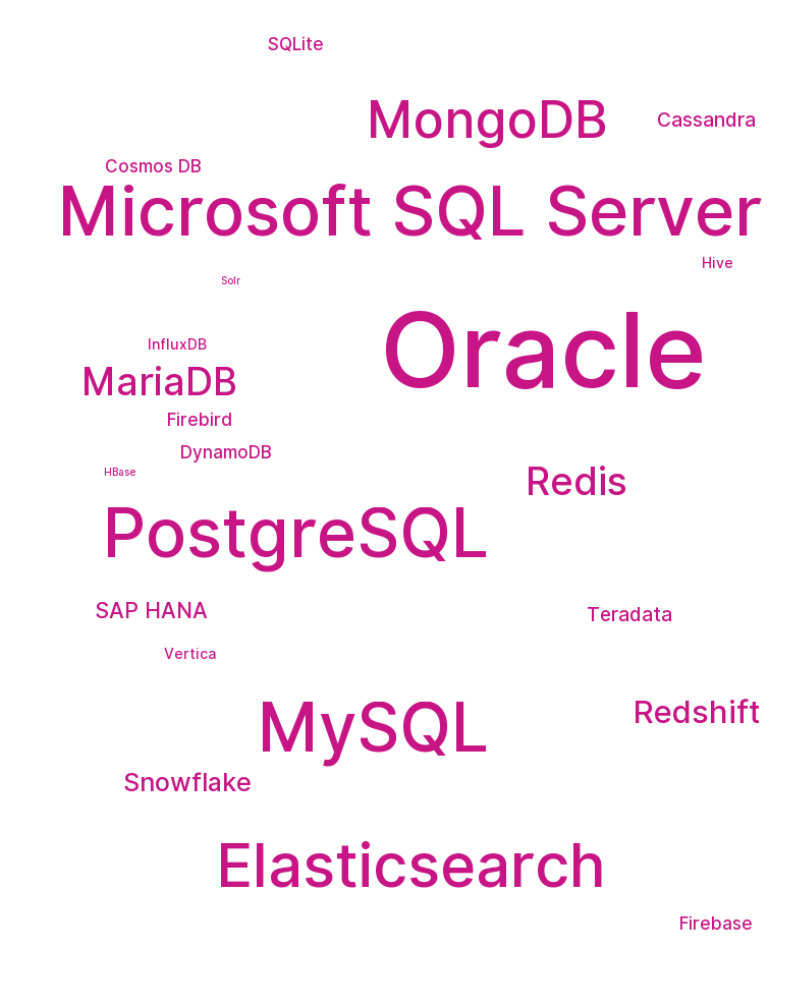 SQLite
MongoDB
Cassandra
Cosmos DB
Microsoft SQL Server
Hive
Solr
InfluxDB
Oracle
MariaDB
Firebird
DynamoDB
HBase
Redis
PostgreSQL
SAP HANA
Teradata
Vertica
MySQL
Redshift
Snowflake
Elasticsearch
Firebase